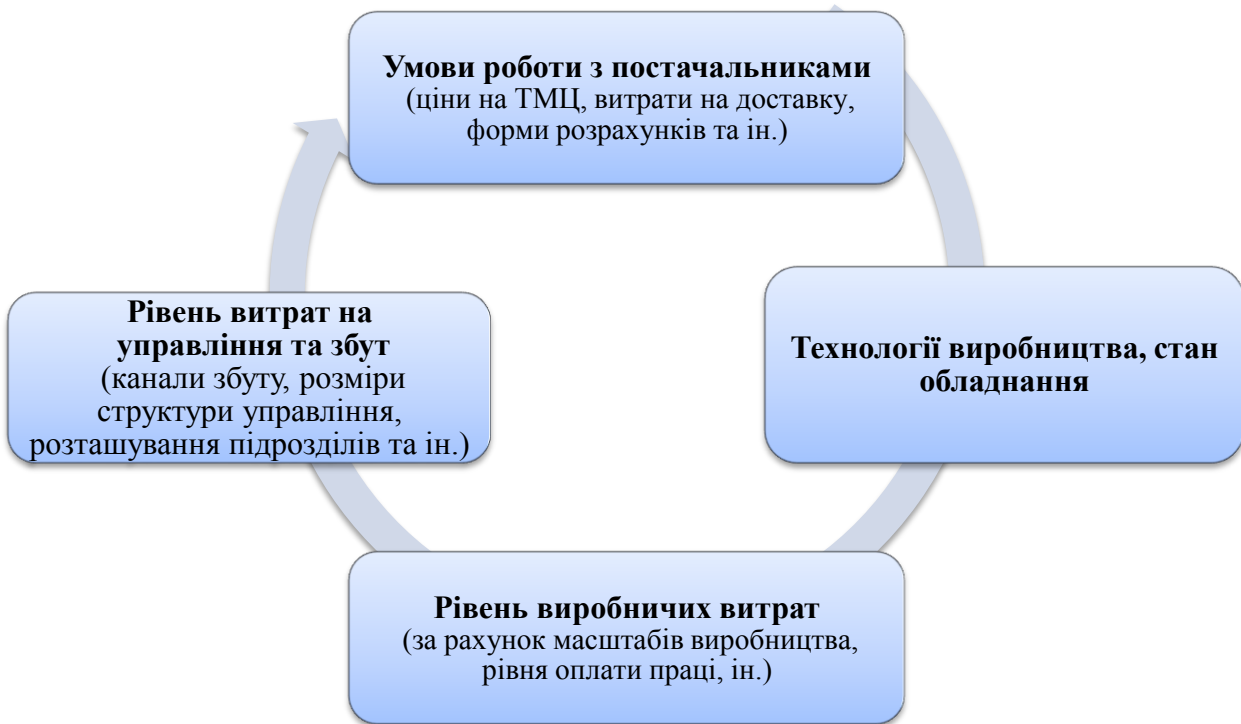 Умови роботи з постачальниками
(ціни на ТМЦ, витрати на доставку,
форми розрахунків та ін.)
Технології виробництва, стан
обладнання
Рівень виробничих витрат
(за рахунок масштабів виробництва,
рівня оплати праці, ін.)
Рівень витрат на
управління та збут
(канали збуту, розміри
структури управління,
розташування підрозділів та ін.)